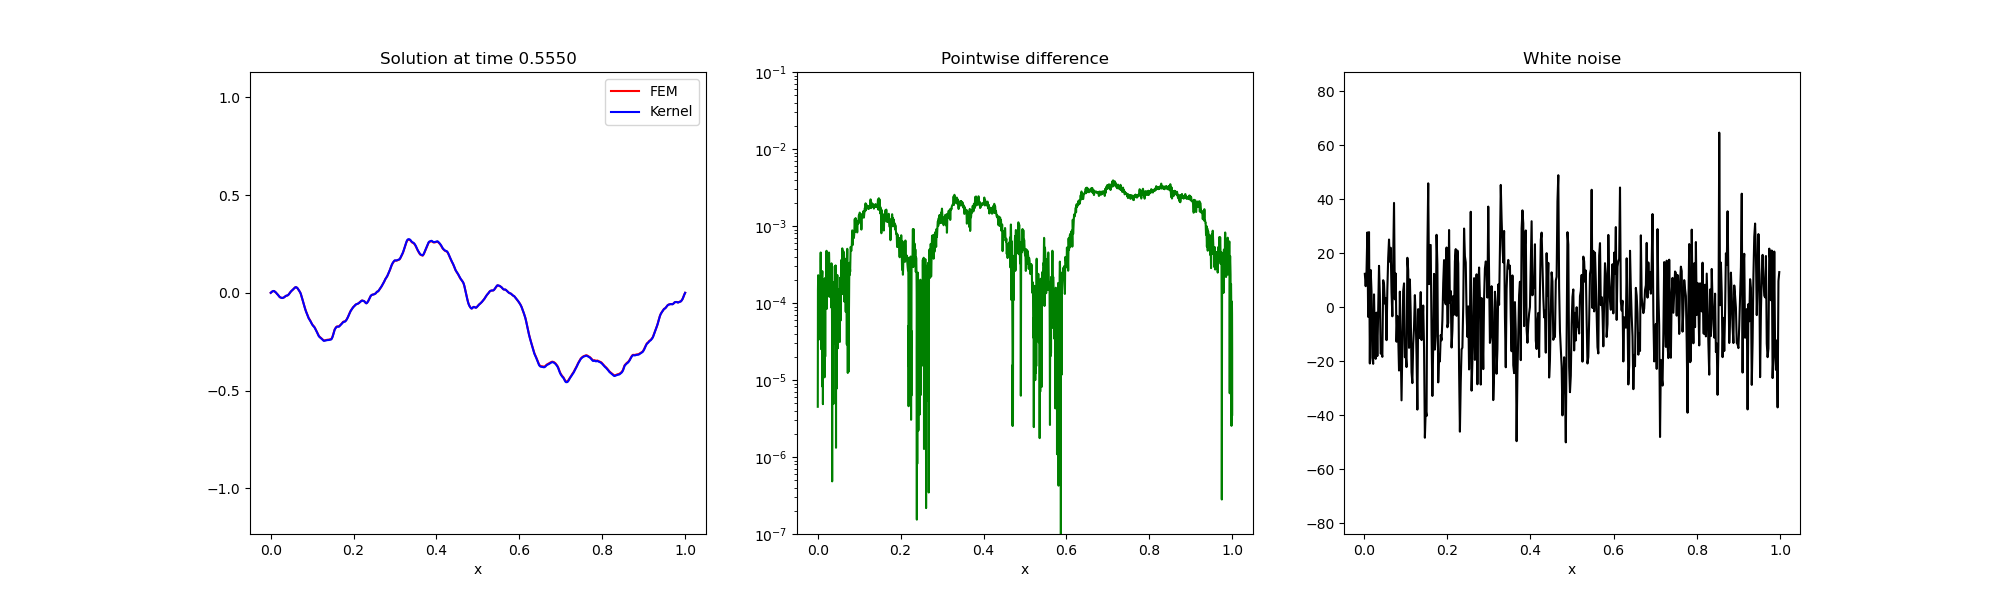 Solution at time 0.5550
FEM
Kernel
1.0
0.5
0.0
−0.5
−1.0
0.0 0.2 0.4 0.6 0.8 1.0
x
Pointwise difference
10⁻¹
10⁻²
10⁻³
10⁻⁴
10⁻⁵
10⁻⁶
10⁻⁷
0.0 0.2 0.4 0.6 0.8 1.0
x
White noise
80
60
40
20
0
−20
−40
−60
−80
0.0 0.2 0.4 0.6 0.8 1.0
x